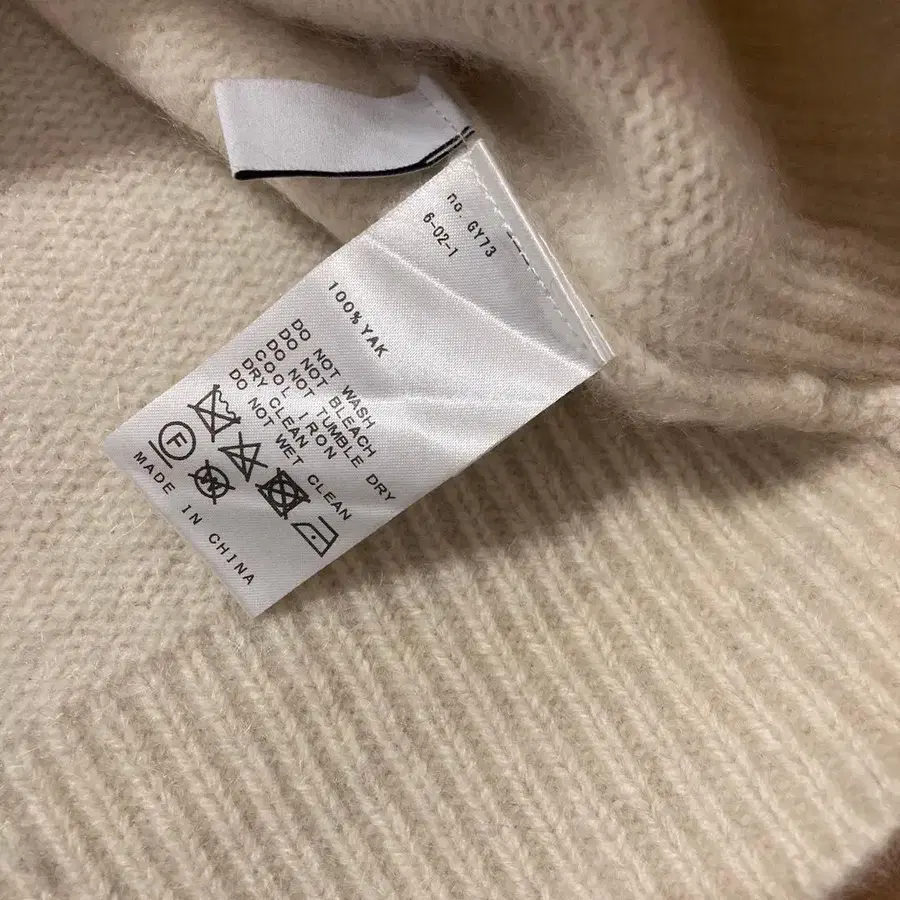 no. GY73
6-02-1
100% YAK
DO NOT WASH
DO NOT BLEACH
DO NOT TUMBLE DRY
COOL IRON
DRY CLEAN
DO NOT WET CLEAN
F
W
MADE IN CHINA